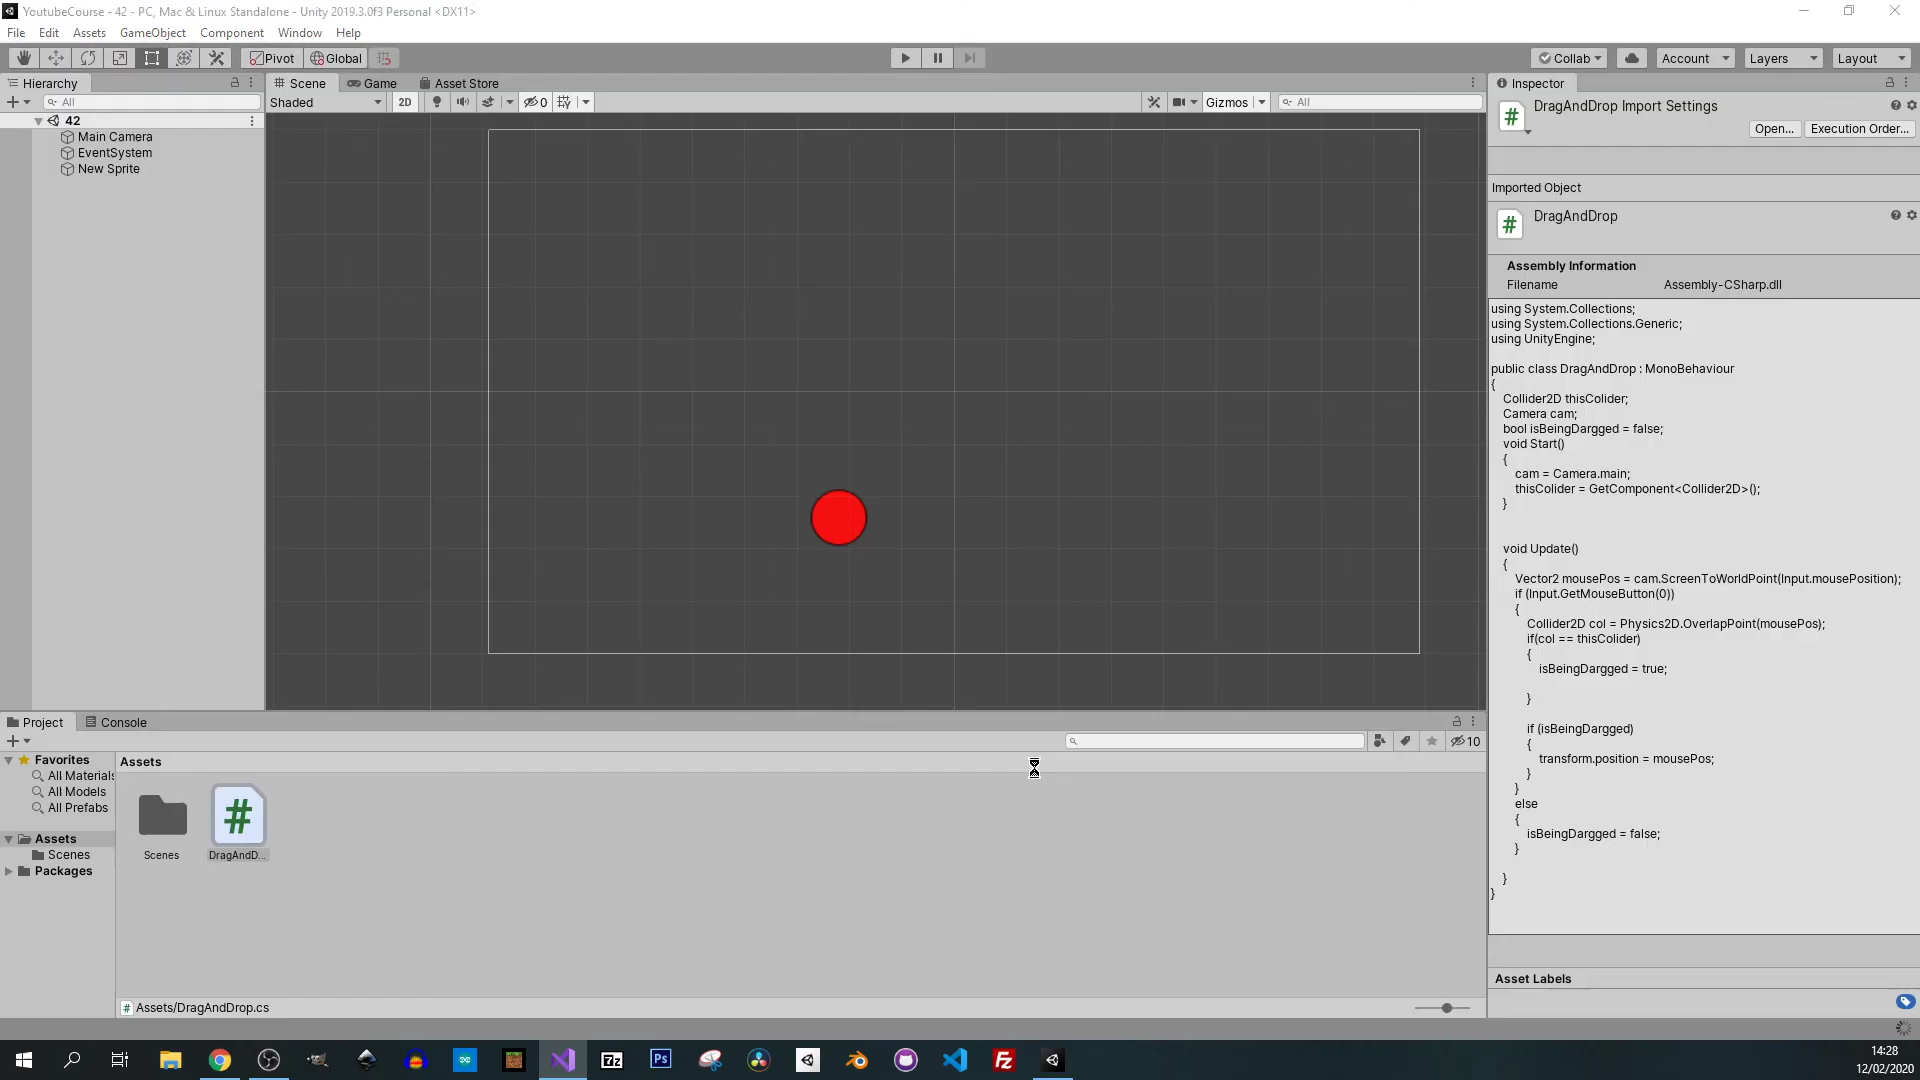 YoutubeCourse - 42 - PC, Mac & Linux Standalone - Unity 2019.3.0f3 Personal <DX11>
File Edit Assets GameObject Component Window Help
Pivot Global Collab Account Layers Layout
Hierarchy
All
42
Main Camera
EventSystem
New Sprite
Scene Game Asset Store
Shaded 2D 0 Gizmos All
Inspector
DragAndDrop Import Settings
Open... Execution Order...
Imported Object
DragAndDrop
Assembly Information
Filename Assembly-CSharp.dll
using System.Collections;
using System.Collections.Generic;
using UnityEngine;
public class DragAndDrop : MonoBehaviour
{
Collider2D thisColider;
Camera cam;
bool isBeingDargged = false;
void Start()
{
cam = Camera.main;
thisColider = GetComponent<Collider2D>();
}
void Update()
{
Vector2 mousePos = cam.ScreenToWorldPoint(Input.mousePosition);
if (Input.GetMouseButton(0))
{
Collider2D col = Physics2D.OverlapPoint(mousePos);
if(col == thisColider)
{
isBeingDargged = true;
}
if (isBeingDargged)
{
transform.position = mousePos;
}
}
else
{
isBeingDargged = false;
}
}
}
Asset Labels
Project Console
10
Favorites
All Materials
All Models
All Prefabs
Assets
Scenes
Packages
Assets
Scenes
DragAndD...
Assets/DragAndDrop.cs
7z Ps Fz
14:28
12/02/2020